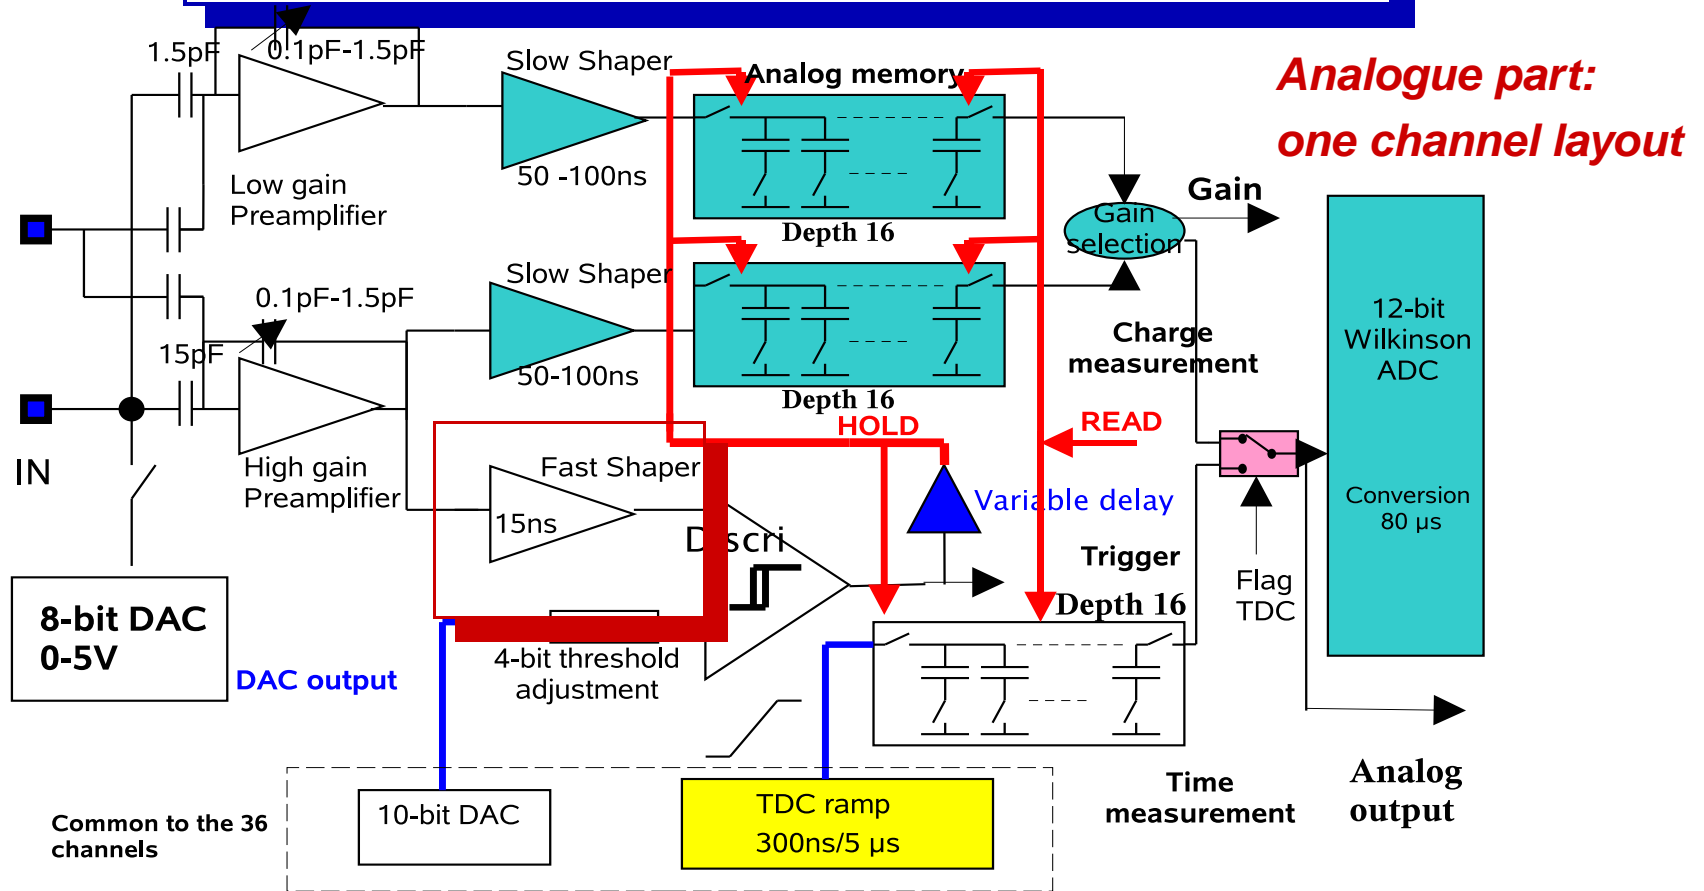 1.5pF
0.1pF-1.5pF
Slow Shaper
Analog memory
Analogue part:
one channel layout
50 -100ns
Low gain
Preamplifier
Depth 16
Gain
Gain
selection
Slow Shaper
0.1pF-1.5pF
15pF
50-100ns
Depth 16
Charge
measurement
12-bit
Wilkinson
ADC
HOLD
READ
IN
High gain
Preamplifier
Fast Shaper
15ns
Variable delay
Conversion
80 µs
Discri
Trigger
Flag
TDC
Depth 16
8-bit DAC
0-5V
DAC output
4-bit threshold
adjustment
Time
measurement
Analog
output
Common to the 36
channels
10-bit DAC
TDC ramp
300ns/5 µs